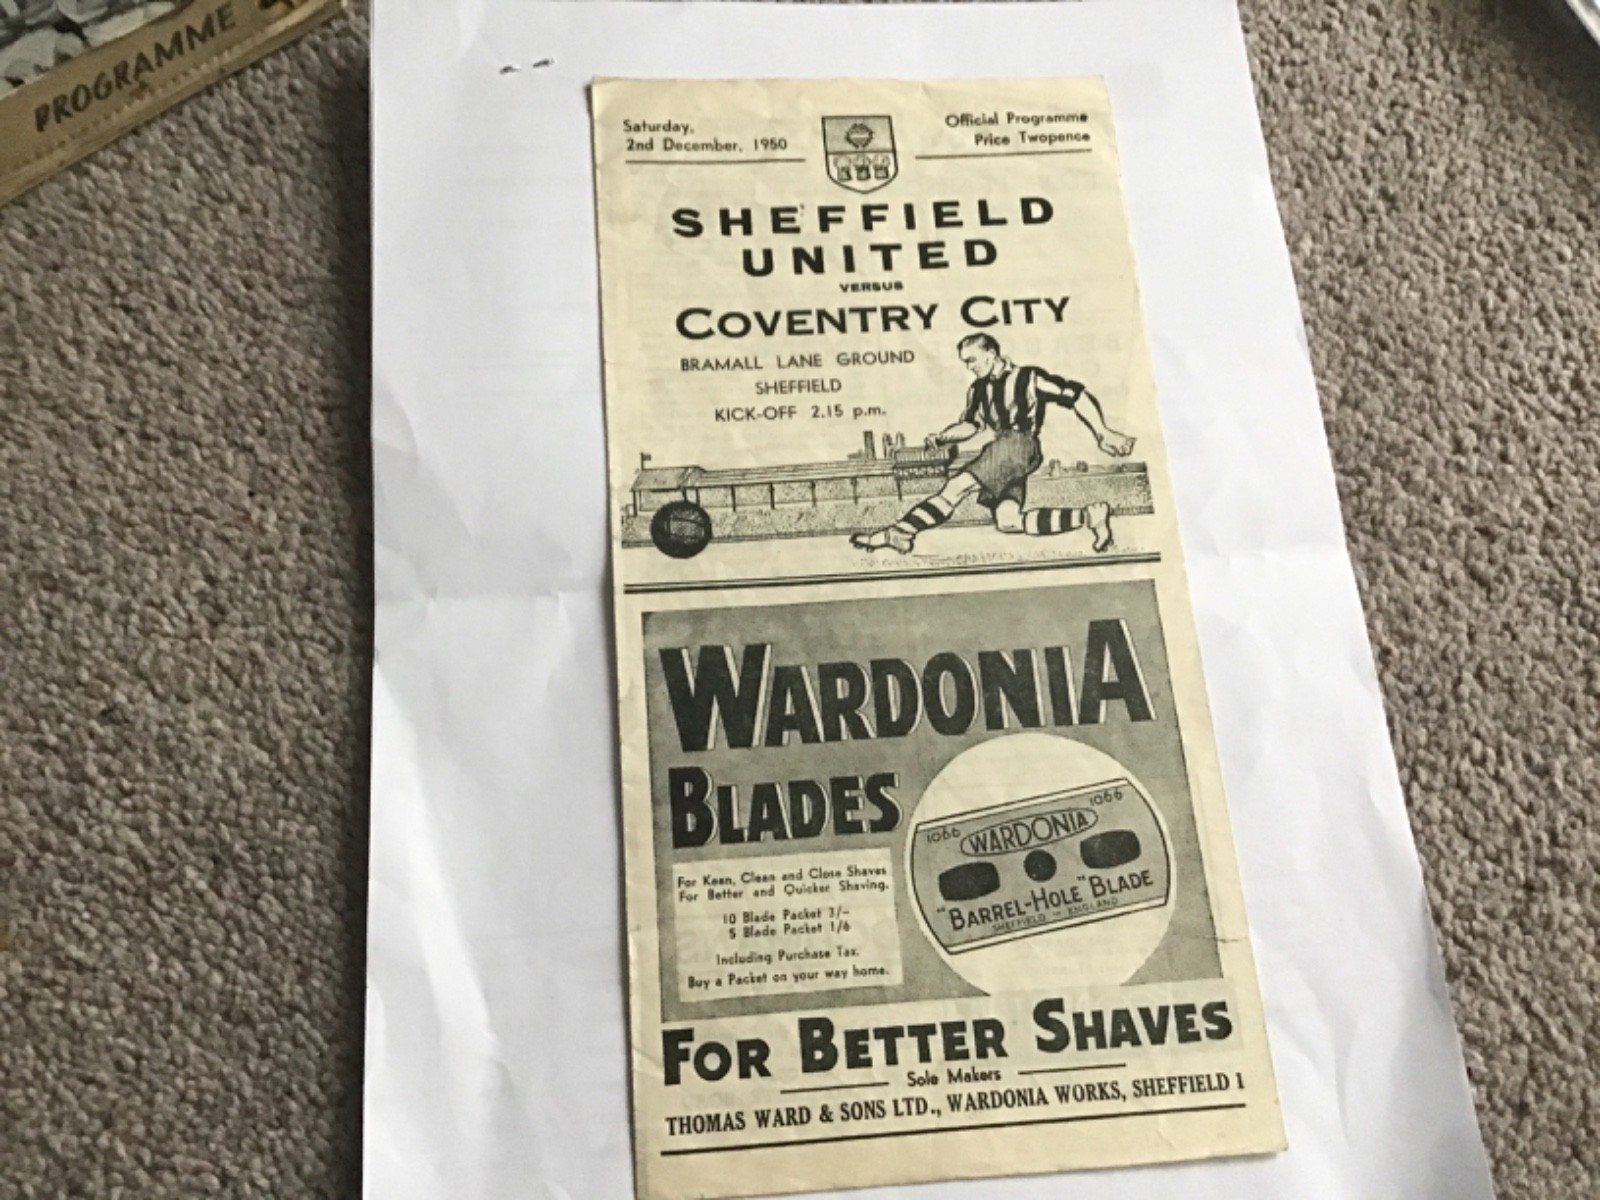 PROGRAMME
Saturday,
2nd December, 1950
Official Programme
Price Twopence
SHEFFIELD
UNITED
VERSUS
COVENTRY CITY
BRAMALL LANE GROUND
SHEFFIELD
KICK-OFF 2.15 p.m.
WARDONIA
BLADES
For Keen, Clean and Close Shaves
For Better and Quicker Shaving.
10 Blade Packet 3/-
5 Blade Packet 1/6
Including Purchase Tax.
Buy a Packet on your way home.
1066 WARDONIA 1066
"BARREL-HOLE" BLADE
SHEFFIELD - ENGLAND
FOR BETTER SHAVES
Sole Makers
THOMAS WARD & SONS LTD., WARDONIA WORKS, SHEFFIELD 1